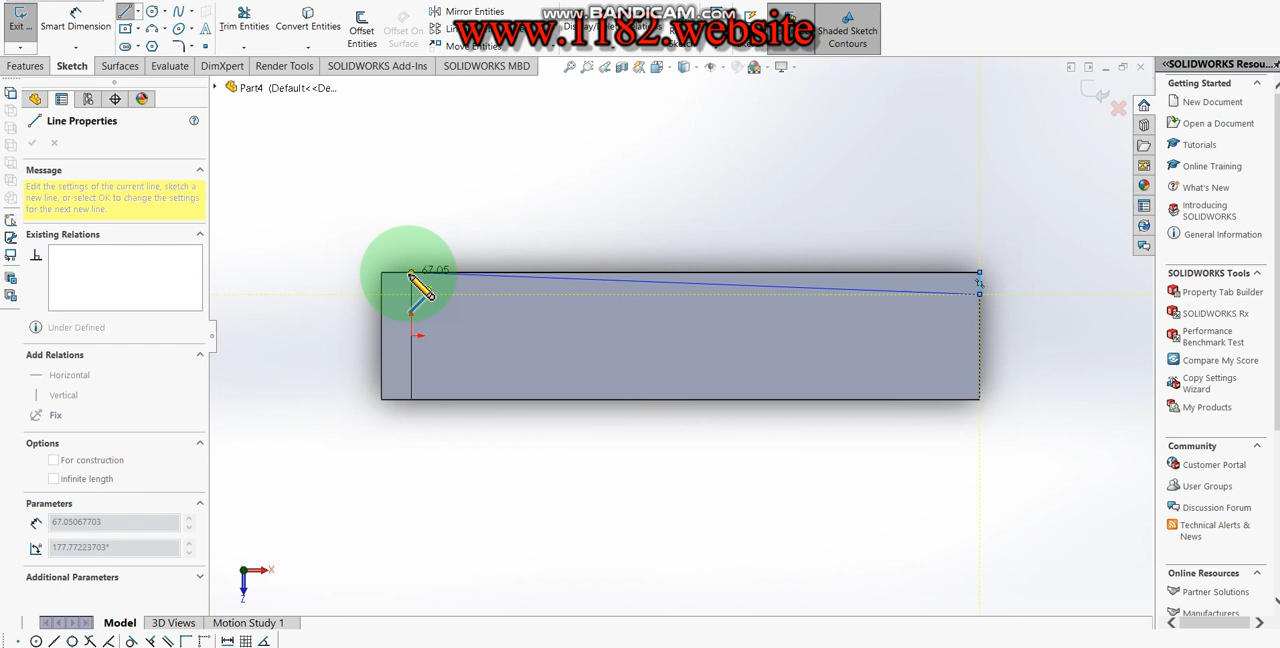 www.BANDICAM.com
www.1182.website
Exit ...
Smart Dimension
Trim Entities
Convert Entities
Offset Entities
Offset On Surface
Mirror Entities
Move Entities
Shaded Sketch Contours
Features
Sketch
Surfaces
Evaluate
DimXpert
Render Tools
SOLIDWORKS Add-Ins
SOLIDWORKS MBD
Part4 (Default<<De...
Line Properties
Message
Edit the settings of the current line, sketch a new line, or select OK to change the settings for the next new line.
Existing Relations
Under Defined
Add Relations
Horizontal
Vertical
Fix
Options
For construction
Infinite length
Parameters
67.05067703
177.77223703°
Additional Parameters
67.05
X
Z
Model
3D Views
Motion Study 1
SOLIDWORKS Resou...
Getting Started
New Document
Open a Document
Tutorials
Online Training
What's New
Introducing SOLIDWORKS
General Information
SOLIDWORKS Tools
Property Tab Builder
SOLIDWORKS Rx
Performance Benchmark Test
Compare My Score
Copy Settings Wizard
My Products
Community
Customer Portal
User Groups
Discussion Forum
Technical Alerts & News
Online Resources
Partner Solutions
Manufacturers